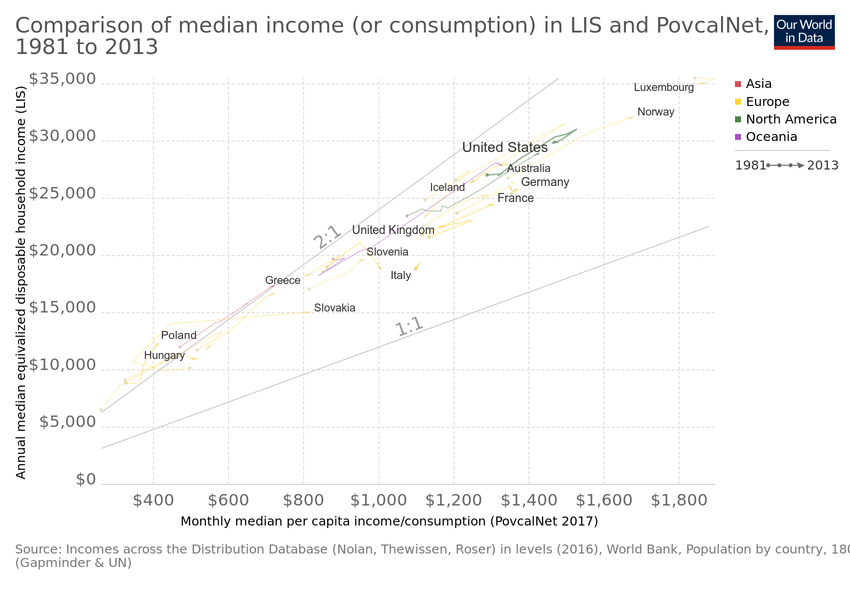 Comparison of median income (or consumption) in LIS and PovcalNet,
1981 to 2013
Our World
in Data
Annual median equivalized disposable household income (LIS)
$35,000
$30,000
$25,000
$20,000
$15,000
$10,000
$5,000
$0
Luxembourg
Norway
United States
Australia
Germany
Iceland
France
United Kingdom
2:1
Slovenia
Italy
Greece
Slovakia
1:1
Poland
Hungary
Asia
Europe
North America
Oceania
1981 2013
$400 $600 $800 $1,000 $1,200 $1,400 $1,600 $1,800
Monthly median per capita income/consumption (PovcalNet 2017)
Source: Incomes across the Distribution Database (Nolan, Thewissen, Roser) in levels (2016), World Bank, Population by country, 180
(Gapminder & UN)